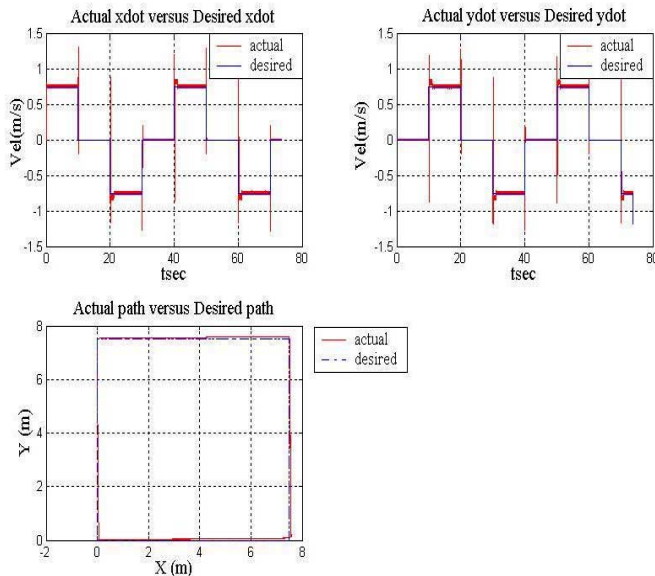 Actual xdot versus Desired xdot
1.5
1
0.5
0
-0.5
-1
-1.5
Vel(m/s)
0
20
40
60
80
tsec
actual
desired
Actual ydot versus Desired ydot
1.5
1
0.5
0
-0.5
-1
-1.5
Vel(m/s)
0
20
40
60
80
tsec
actual
desired
Actual path versus Desired path
8
6
4
2
0
Y (m)
-2
0
2
4
6
8
X (m)
actual
desired